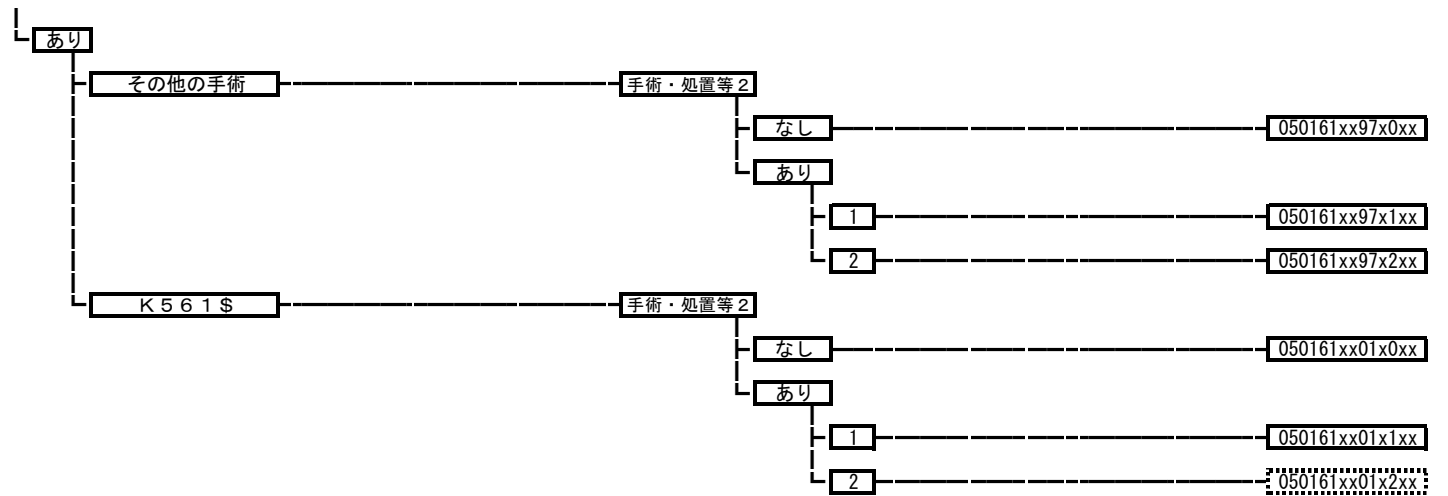 あり
その他の手術 手術・処置等２
なし 050161xx97x0xx
あり
1 050161xx97x1xx
2 050161xx97x2xx
Ｋ５６１＄ 手術・処置等２
なし 050161xx01x0xx
あり
1 050161xx01x1xx
2 050161xx01x2xx